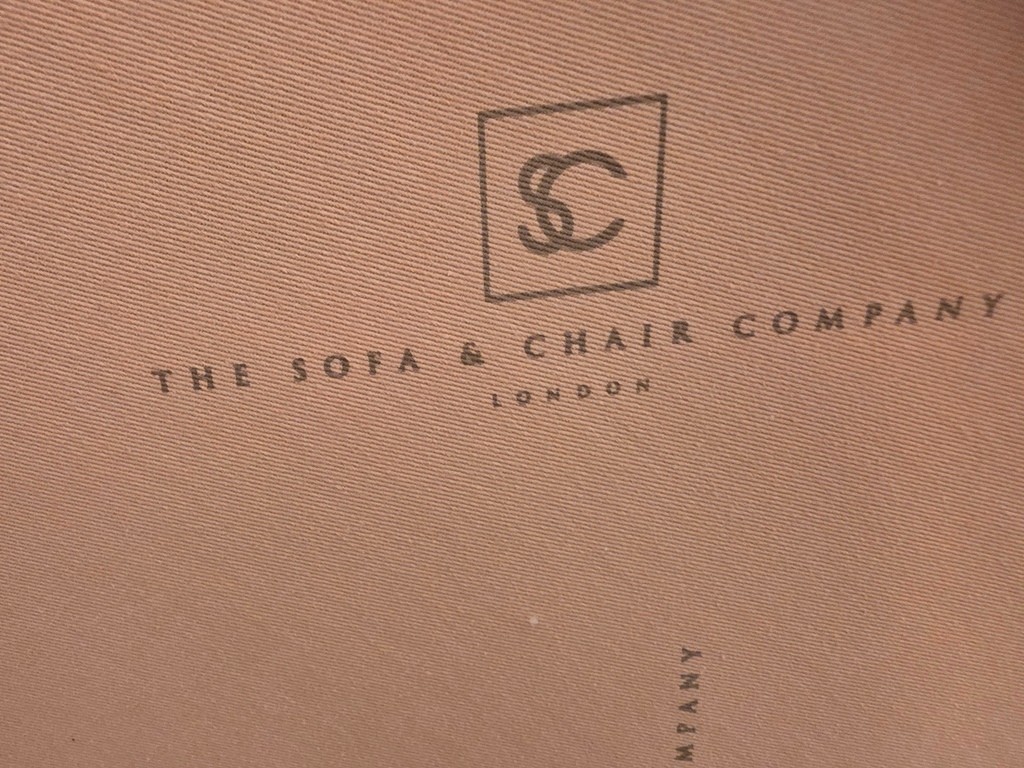 SC
THE SOFA & CHAIR COMPANY
LONDON
MPANY